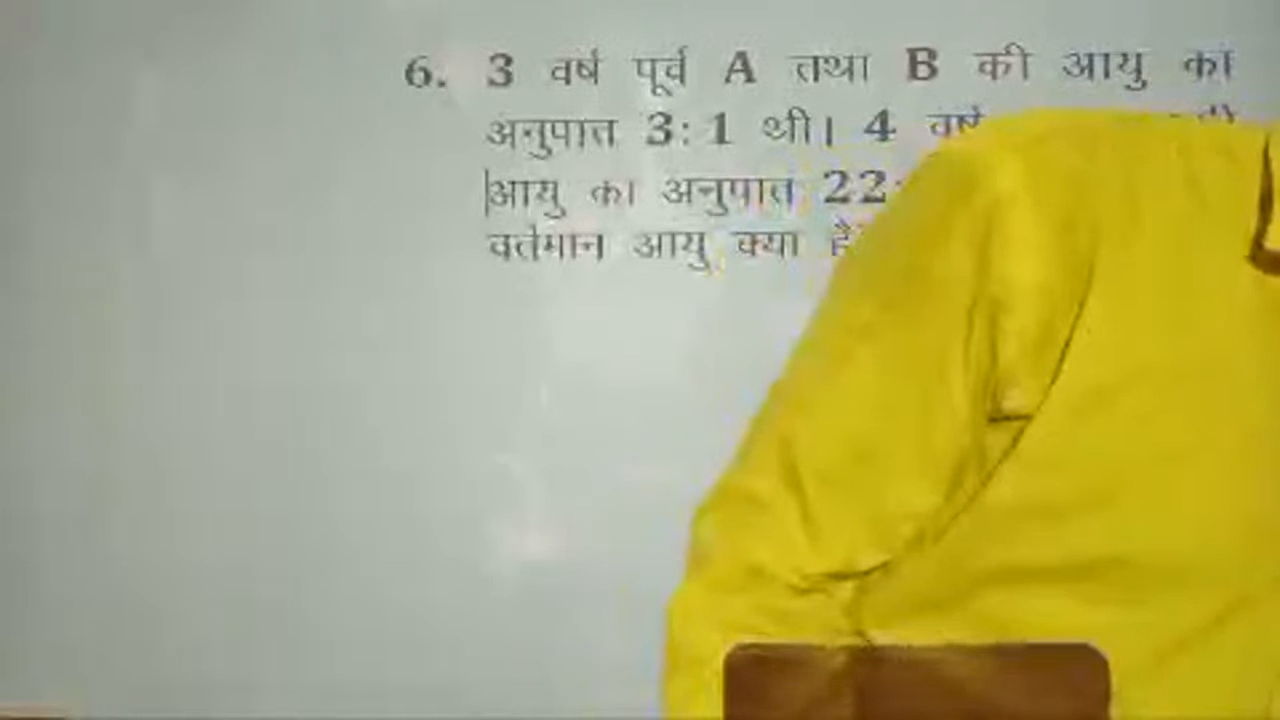 6. 3 वर्ष पूर्व A तथा B की आयु का
अनुपात 3:1 थी। 4 वर्ष
आयु का अनुपात 22:
वर्तमान आयु क्या है